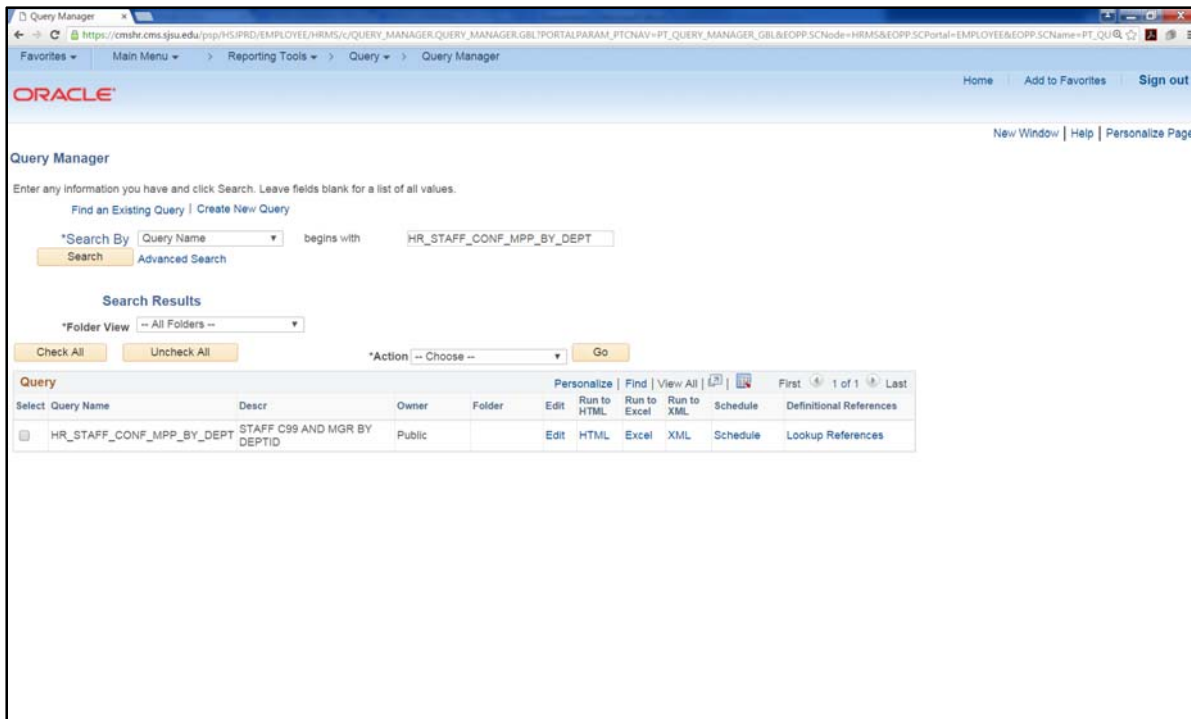 Query Manager
https://cmshr.cms.sjsu.edu/psp/HSJPRD/EMPLOYEE/HRMS/c/QUERY_MANAGER.QUERY_MANAGER.GBL?PORTALPARAM_PTCNAV=PT_QUERY_MANAGER_GBL&EOPP.SCNode=HRMS&EOPP.SCPortal=EMPLOYEE&EOPP.SCName=PT_QU
Favorites Main Menu > Reporting Tools > Query > Query Manager
Home Add to Favorites Sign out
ORACLE
New Window | Help | Personalize Page
Query Manager
Enter any information you have and click Search. Leave fields blank for a list of all values.
Find an Existing Query | Create New Query
*Search By Query Name begins with HR_STAFF_CONF_MPP_BY_DEPT
Search Advanced Search
Search Results
*Folder View -- All Folders --
Check All Uncheck All *Action -- Choose -- Go
Query Personalize | Find | View All | | First 1 of 1 Last
Select Query Name Descr Owner Folder Edit Run to HTML Run to Excel Run to XML Schedule Definitional References
HR_STAFF_CONF_MPP_BY_DEPT STAFF C99 AND MGR BY DEPTID Public Edit HTML Excel XML Schedule Lookup References